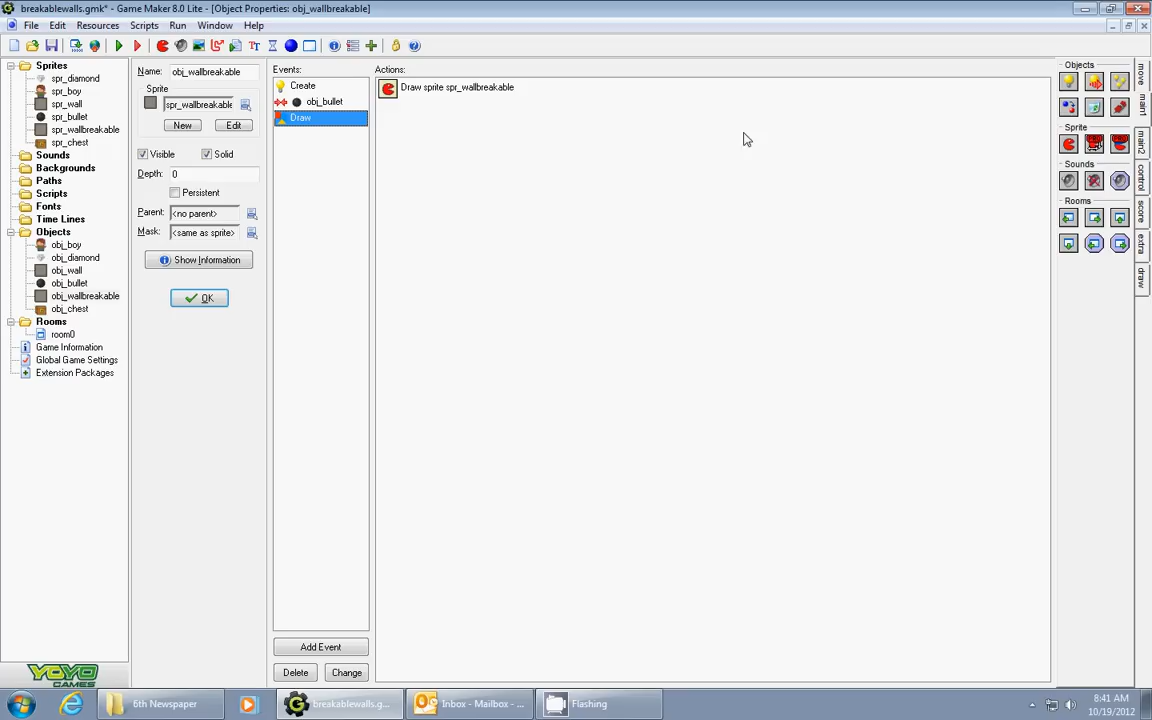 breakablewalls.gmk* - Game Maker 8.0 Lite - [Object Properties: obj_wallbreakable]
File Edit Resources Scripts Run Window Help
Sprites
spr_diamond
spr_boy
spr_wall
spr_bullet
spr_wallbreakable
spr_chest
Sounds
Backgrounds
Paths
Scripts
Fonts
Time Lines
Objects
obj_boy
obj_diamond
obj_wall
obj_bullet
obj_wallbreakable
obj_chest
Rooms
room0
Game Information
Global Game Settings
Extension Packages
YOYO
GAMES
Name: obj_wallbreakable
Sprite
spr_wallbreakable
New Edit
Visible Solid
Depth: 0
Persistent
Parent: <no parent>
Mask: <same as sprite>
Show Information
OK
Events:
Create
obj_bullet
Draw
Add Event
Delete Change
Actions:
Draw sprite spr_wallbreakable
Objects
Sprite
Sounds
Rooms
move
main1
main2
control
score
extra
draw
6th Newspaper
breakablewalls.g...
Inbox - Mailbox - ...
Flashing
8:41 AM
10/19/2012